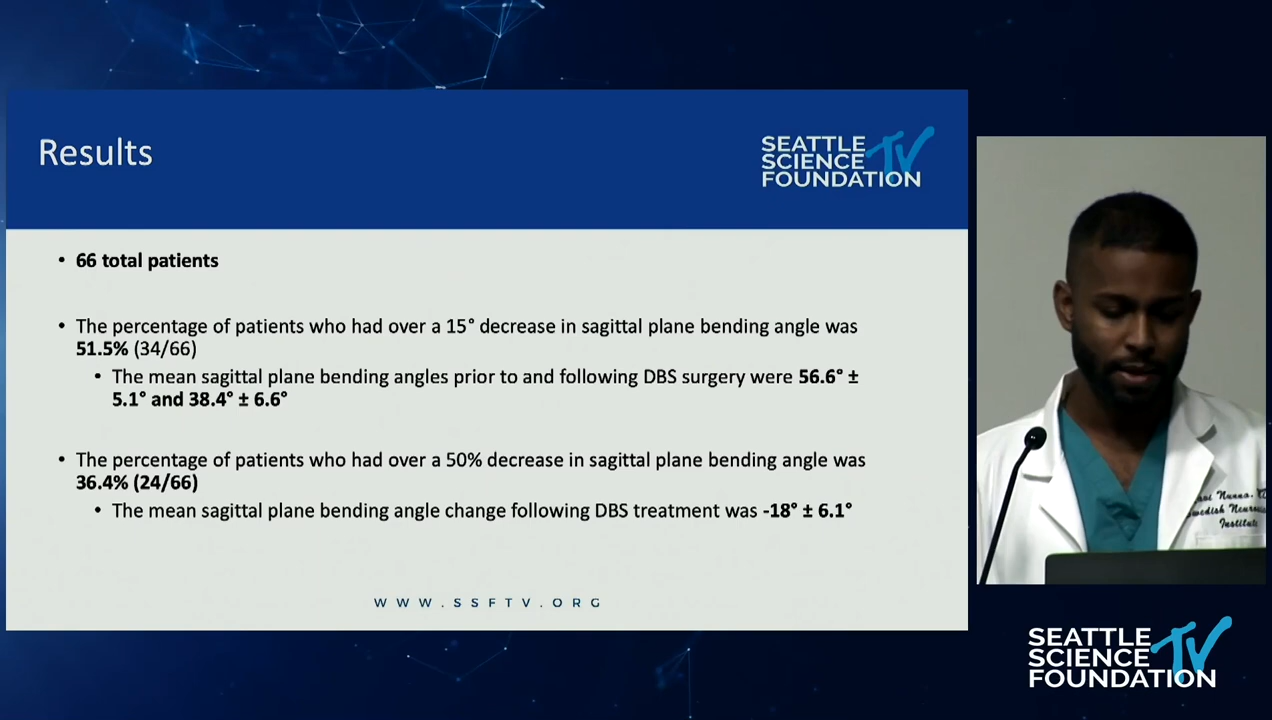 Results
SEATTLE
SCIENCE TV
FOUNDATION
• 66 total patients
• The percentage of patients who had over a 15° decrease in sagittal plane bending angle was
51.5% (34/66)
• The mean sagittal plane bending angles prior to and following DBS surgery were 56.6° ±
5.1° and 38.4° ± 6.6°
• The percentage of patients who had over a 50% decrease in sagittal plane bending angle was
36.4% (24/66)
• The mean sagittal plane bending angle change following DBS treatment was -18° ± 6.1°
WWW.SSFTV.ORG
Nunna
Institute
SEATTLE
SCIENCE TV
FOUNDATION